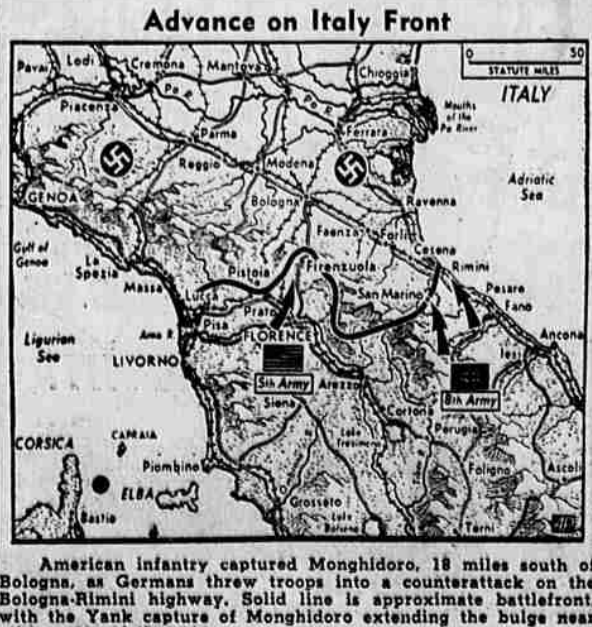 Advance on Italy Front
0 50
STATUTE MILES
ITALY
Pavai
Lodi
Cremona
Mantova
Chioggia
Po R.
Po R.
Mouths
of the
Po River
Piacenza
Parma
Ferrara
Reggio
Modena
Adriatic
Sea
GENOA
Bologna
Ravenna
Gulf of
Genoa
Faenza
Forli
Cesena
La
Spezia
Massa
Pistoia
Firenzuola
Rimini
Lucca
Prato
San Marino
Pesaro
Fano
Ligurian
Sea
Arno R.
Pisa
FLORENCE
Ancona
LIVORNO
Iesi
5th Army
Arezzo
8th Army
Siena
Cortona
Lake
Trasimeno
Perugia
CORSICA
CAPRAIA
Piombino
Foligno
Ascoli
ELBA
Grosseto
Bastia
Lake
Terni
American infantry captured Monghidoro, 18 miles south of
Bologna, as Germans threw troops into a counterattack on the
Bologna-Rimini highway. Solid line is approximate battlefront,
with the Yank capture of Monghidoro extending the bulge near